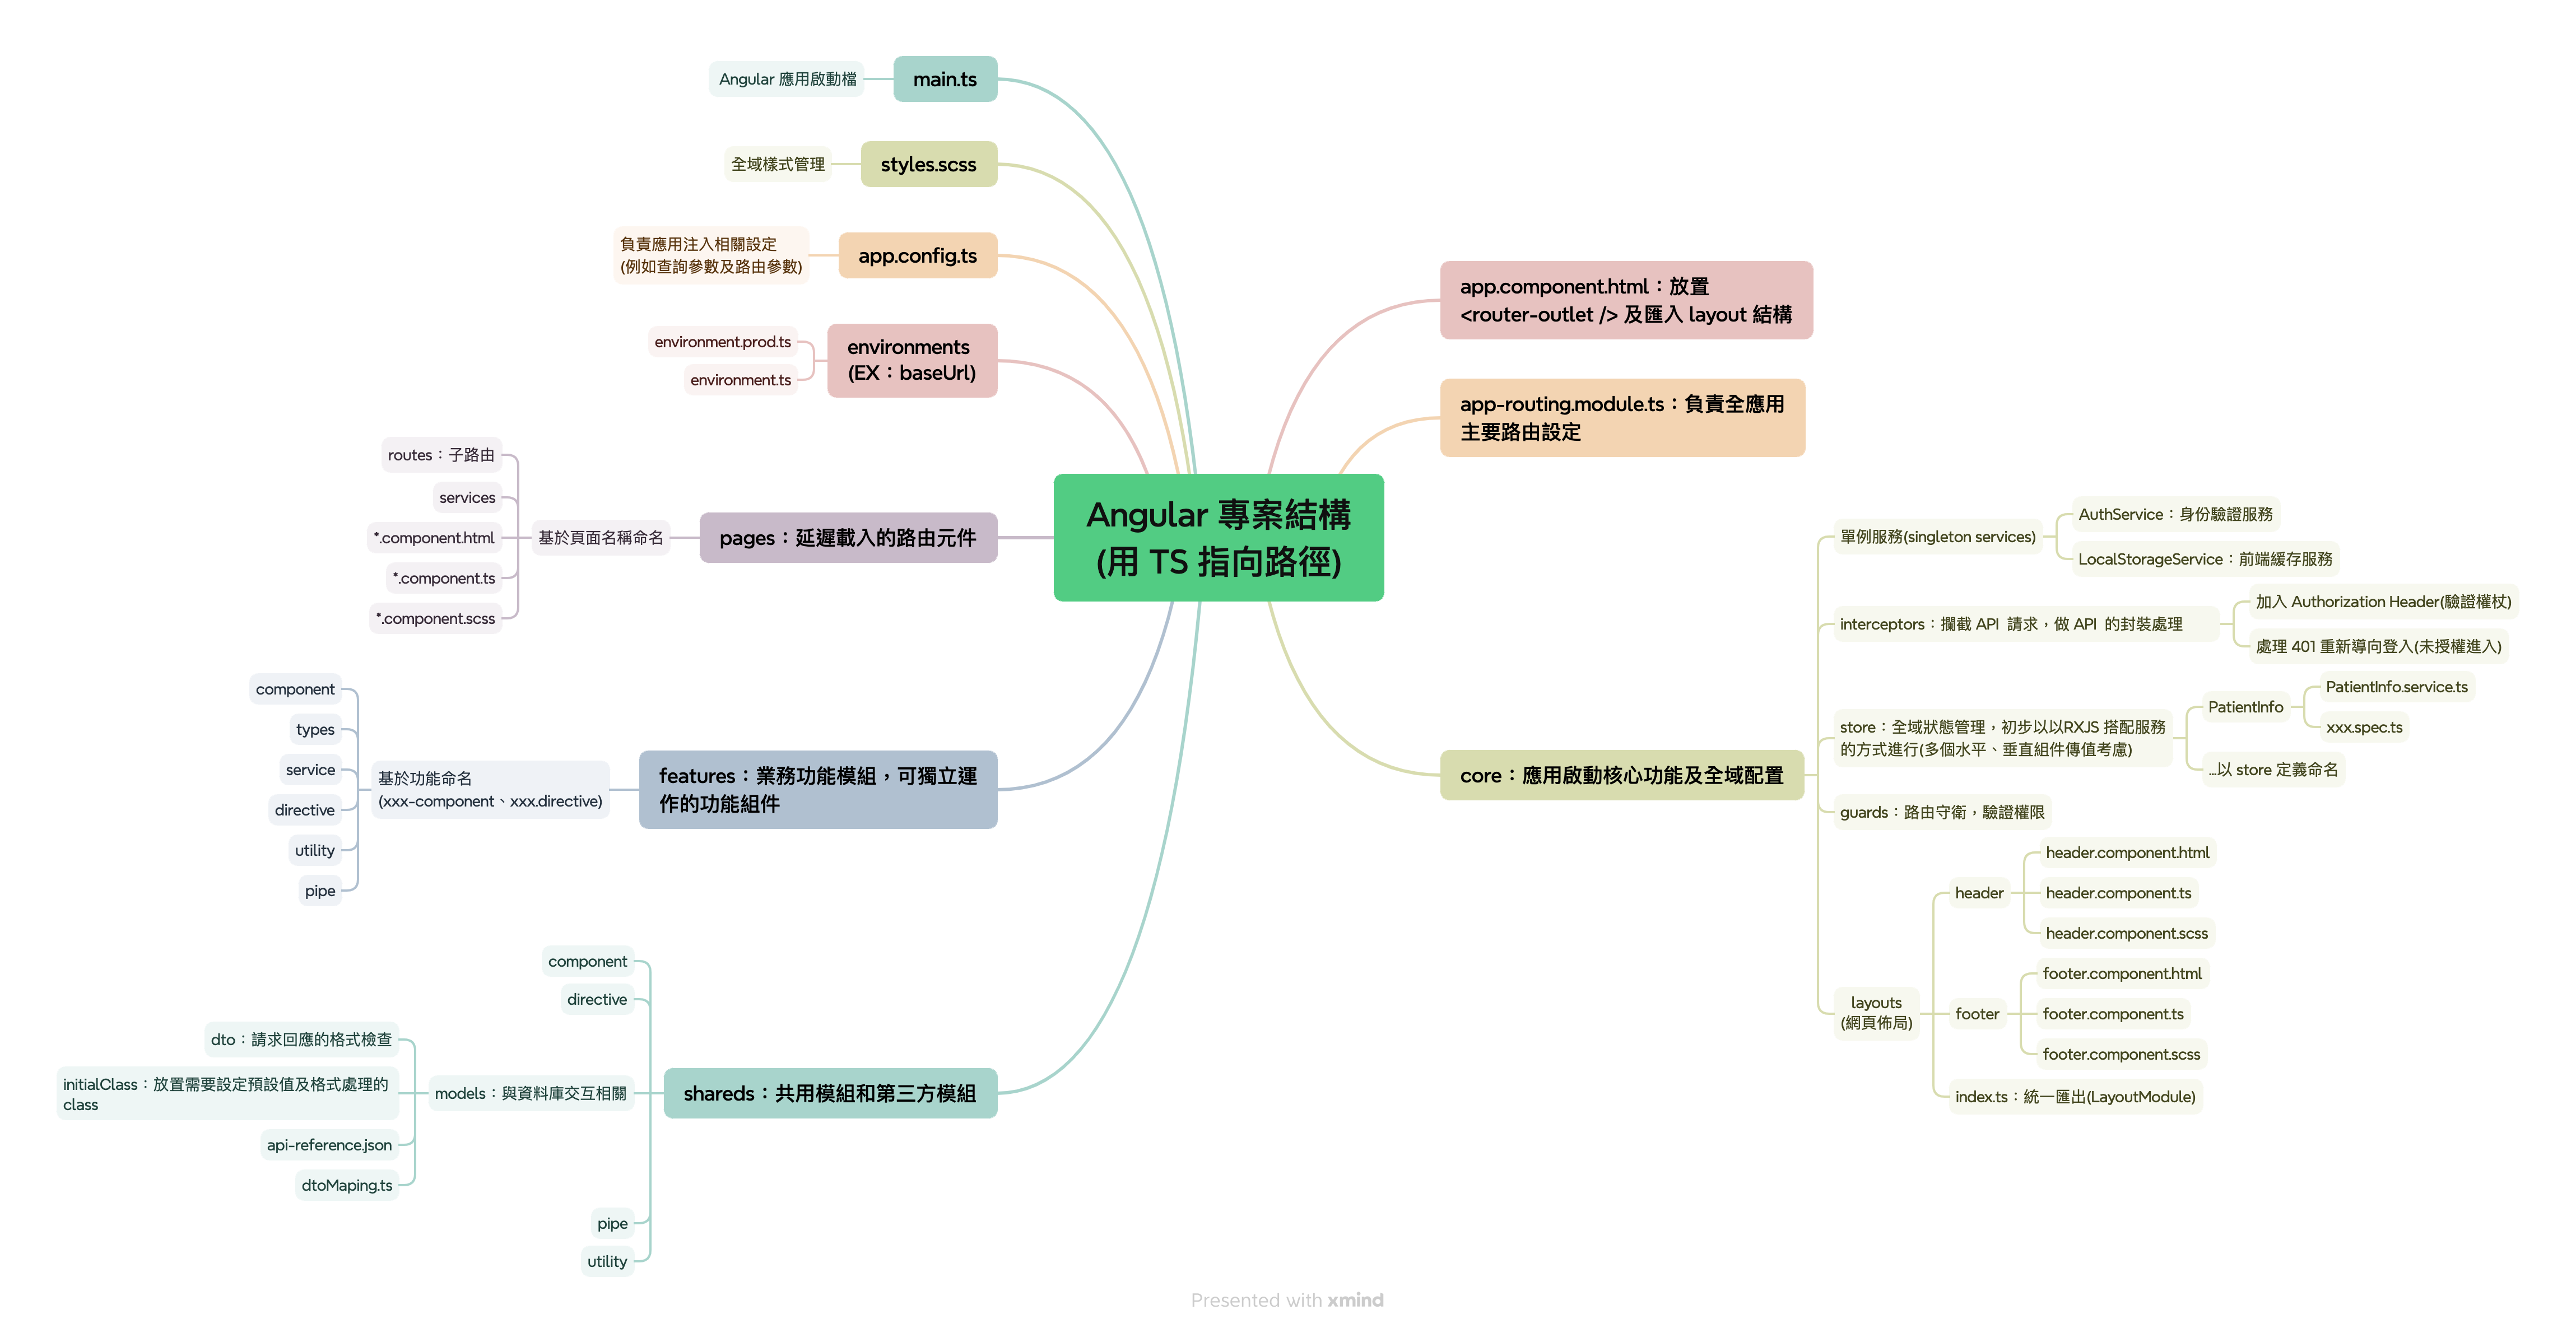 Angular 專案結構
(用 TS 指向路徑)
app.component.html：放置
<router-outlet /> 及匯入 layout 結構
app-routing.module.ts：負責全應用
主要路由設定
core：應用啟動核心功能及全域配置
單例服務(singleton services)
AuthService：身份驗證服務
LocalStorageService：前端緩存服務
interceptors：攔截 API 請求，做 API 的封裝處理
加入 Authorization Header(驗證權杖)
處理 401 重新導向登入(未授權進入)
store：全域狀態管理，初步以以RXJS 搭配服務
的方式進行(多個水平、垂直組件傳值考慮)
PatientInfo
PatientInfo.service.ts
xxx.spec.ts
...以 store 定義命名
guards：路由守衛，驗證權限
layouts
(網頁佈局)
header
header.component.html
header.component.ts
header.component.scss
footer
footer.component.html
footer.component.ts
footer.component.scss
index.ts：統一匯出(LayoutModule)
main.ts
Angular 應用啟動檔
styles.scss
全域樣式管理
app.config.ts
負責應用注入相關設定
(例如查詢參數及路由參數)
environments
(EX：baseUrl)
environment.prod.ts
environment.ts
pages：延遲載入的路由元件
基於頁面名稱命名
routes：子路由
services
*.component.html
*.component.ts
*.component.scss
features：業務功能模組，可獨立運
作的功能組件
基於功能命名
(xxx-component、xxx.directive)
component
types
service
directive
utility
pipe
shareds：共用模組和第三方模組
component
directive
models：與資料庫交互相關
dto：請求回應的格式檢查
initialClass：放置需要設定預設值及格式處理的
class
api-reference.json
dtoMaping.ts
pipe
utility
Presented with xmind